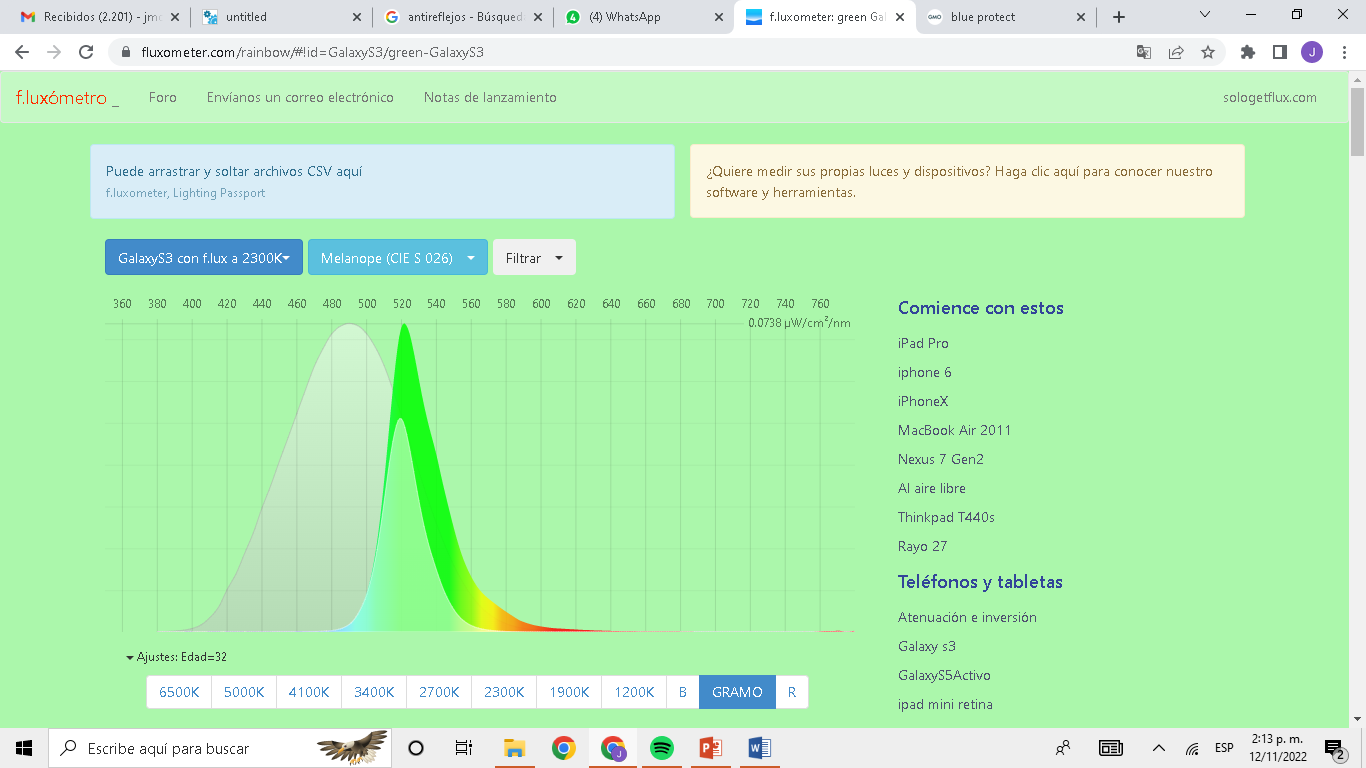 Recibidos (2.201) - jmc
untitled
antireflejos - Búsqued
(4) WhatsApp
f.luxometer: green Gal
GMO
blue protect
fluxometer.com/rainbow/#!id=GalaxyS3/green-GalaxyS3
J
f.luxómetro _
Foro
Envíanos un correo electrónico
Notas de lanzamiento
sologetflux.com
Puede arrastrar y soltar archivos CSV aquí
f.luxometer, Lighting Passport
¿Quiere medir sus propias luces y dispositivos? Haga clic aquí para conocer nuestro
software y herramientas.
GalaxyS3 con f.lux a 2300K
Melanope (CIE S 026)
Filtrar
360 380 400 420 440 460 480 500 520 540 560 580 600 620 640 660 680 700 720 740 760
0.0738 µW/cm²/nm
Comience con estos
iPad Pro
iphone 6
iPhoneX
MacBook Air 2011
Nexus 7 Gen2
Al aire libre
Thinkpad T440s
Rayo 27
Teléfonos y tabletas
Atenuación e inversión
Galaxy s3
GalaxyS5Activo
ipad mini retina
Ajustes: Edad=32
6500K 5000K 4100K 3400K 2700K 2300K 1900K 1200K B GRAMO R
Escribe aquí para buscar
J
ESP
2:13 p. m.
12/11/2022
2